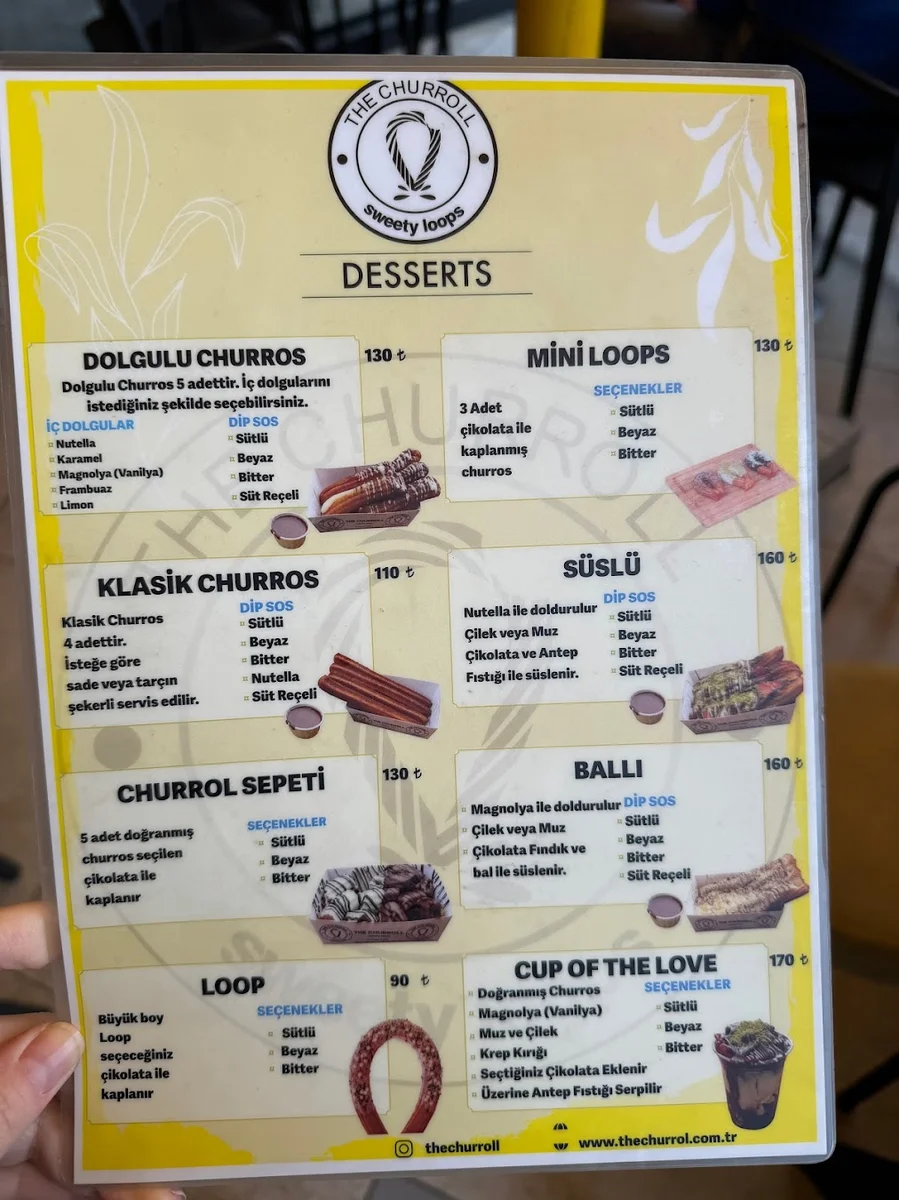 THE CHURROLL
sweety loops
DESSERTS
DOLGULU CHURROS
130 ₺
Dolgulu Churros 5 adettir. İç dolgularını
istediğiniz şekilde seçebilirsiniz.
İÇ DOLGULAR
Nutella
Karamel
Magnolya (Vanilya)
Frambuaz
Limon
DİP SOS
Sütlü
Beyaz
Bitter
Süt Reçeli
MİNİ LOOPS
130 ₺
3 Adet
çikolata ile
kaplanmış
churros
SEÇENEKLER
Sütlü
Beyaz
Bitter
KLASİK CHURROS
110 ₺
Klasik Churros
4 adettir.
İsteğe göre
sade veya tarçın
şekerli servis edilir.
DİP SOS
Sütlü
Beyaz
Bitter
Nutella
Süt Reçeli
SÜSLÜ
160 ₺
Nutella ile doldurulur
Çilek veya Muz
Çikolata ve Antep
Fıstığı ile süslenir.
DİP SOS
Sütlü
Beyaz
Bitter
Süt Reçeli
CHURROL SEPETİ
130 ₺
5 adet doğranmış
churros seçilen
çikolata ile
kaplanır
SEÇENEKLER
Sütlü
Beyaz
Bitter
THE CHURROLL
BALLI
160 ₺
Magnolya ile doldurulur
Çilek veya Muz
Çikolata Fındık ve
bal ile süslenir.
DİP SOS
Sütlü
Beyaz
Bitter
Süt Reçeli
LOOP
90 ₺
Büyük boy
Loop
seçeceğiniz
çikolata ile
kaplanır
SEÇENEKLER
Sütlü
Beyaz
Bitter
CUP OF THE LOVE
170 ₺
Doğranmış Churros
Magnolya (Vanilya)
Muz ve Çilek
Krep Kırığı
Seçtiğiniz Çikolata Eklenir
Üzerine Antep Fıstığı Serpilir
SEÇENEKLER
Sütlü
Beyaz
Bitter
THE CHURROLL
sweety
thechurroll
www.thechurrol.com.tr